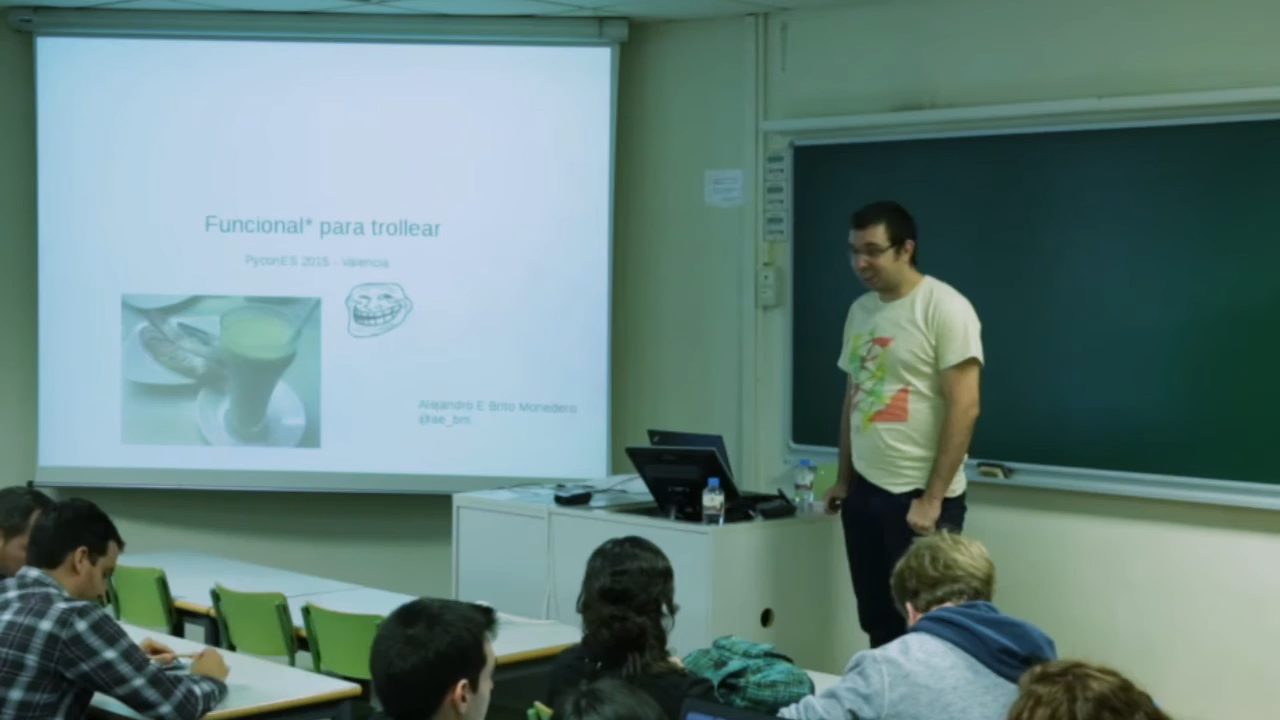 Funcional* para trollear
PyconES 2015 - Valencia
Alejandro E Brito Monedero
@ae_bm